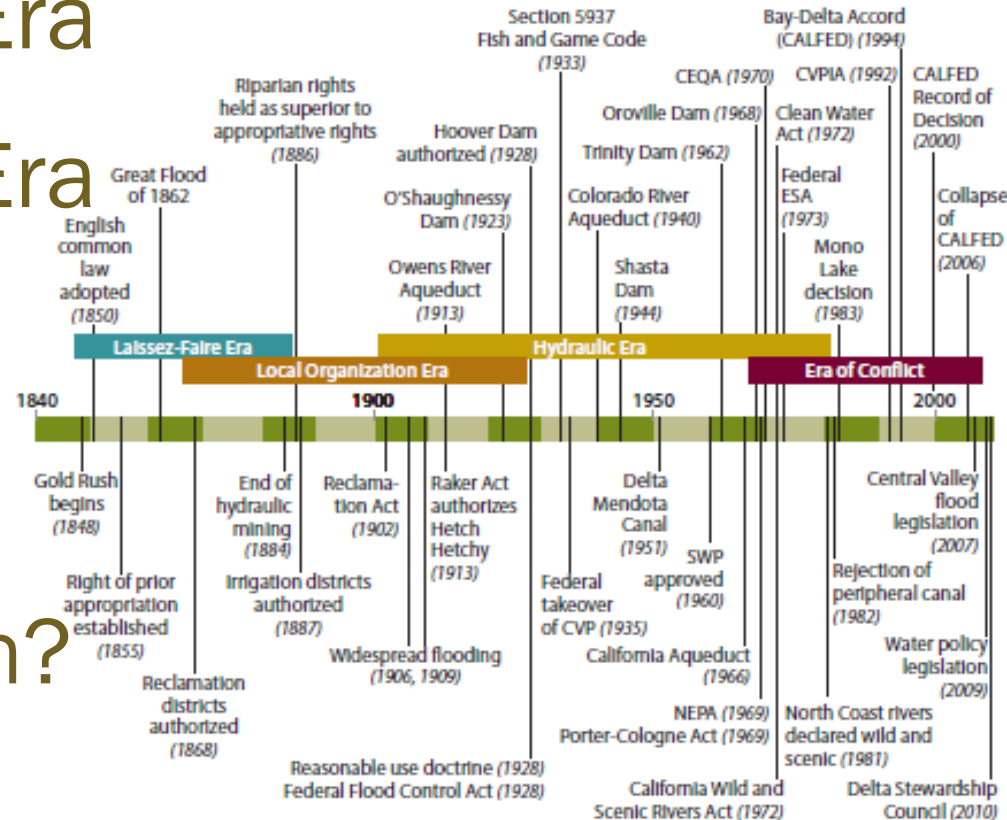 Era
Era
n?
Section 5937
Fish and Game Code
(1933)
Bay-Delta Accord
(CALFED) (1994)
CEQA (1970)
CVPIA (1992)
CALFED
Record of
Decision
(2000)
Riparian rights
held as superior to
appropriative rights
(1886)
Oroville Dam (1968)
Clean Water
Act (1972)
Hoover Dam
authorized (1928)
Trinity Dam (1962)
Great Flood
of 1862
Federal
ESA
(1973)
O'Shaughnessy
Dam (1923)
Colorado River
Aqueduct (1940)
Collapse
of
CALFED
(2006)
English
common
law
adopted
(1850)
Mono
Lake
decision
(1983)
Owens River
Aqueduct
(1913)
Shasta
Dam
(1944)
Laissez-Faire Era
Hydraulic Era
Local Organization Era
Era of Conflict
1840
1900
1950
2000
Gold Rush
begins
(1848)
End of
hydraulic
mining
(1884)
Reclama-
tion Act
(1902)
Raker Act
authorizes
Hetch
Hetchy
(1913)
Delta
Mendota
Canal
(1951)
Central Valley
flood
legislation
(2007)
SWP
approved
(1960)
Rejection of
peripheral canal
(1982)
Right of prior
appropriation
established
(1855)
Irrigation districts
authorized
(1887)
Federal
takeover
of CVP (1935)
Water policy
legislation
(2009)
Widespread flooding
(1906, 1909)
California Aqueduct
(1966)
Reclamation
districts
authorized
(1868)
NEPA (1969)
Porter-Cologne Act (1969)
North Coast rivers
declared wild and
scenic (1981)
Reasonable use doctrine (1928)
Federal Flood Control Act (1928)
California Wild and
Scenic Rivers Act (1972)
Delta Stewardship
Council (2010)